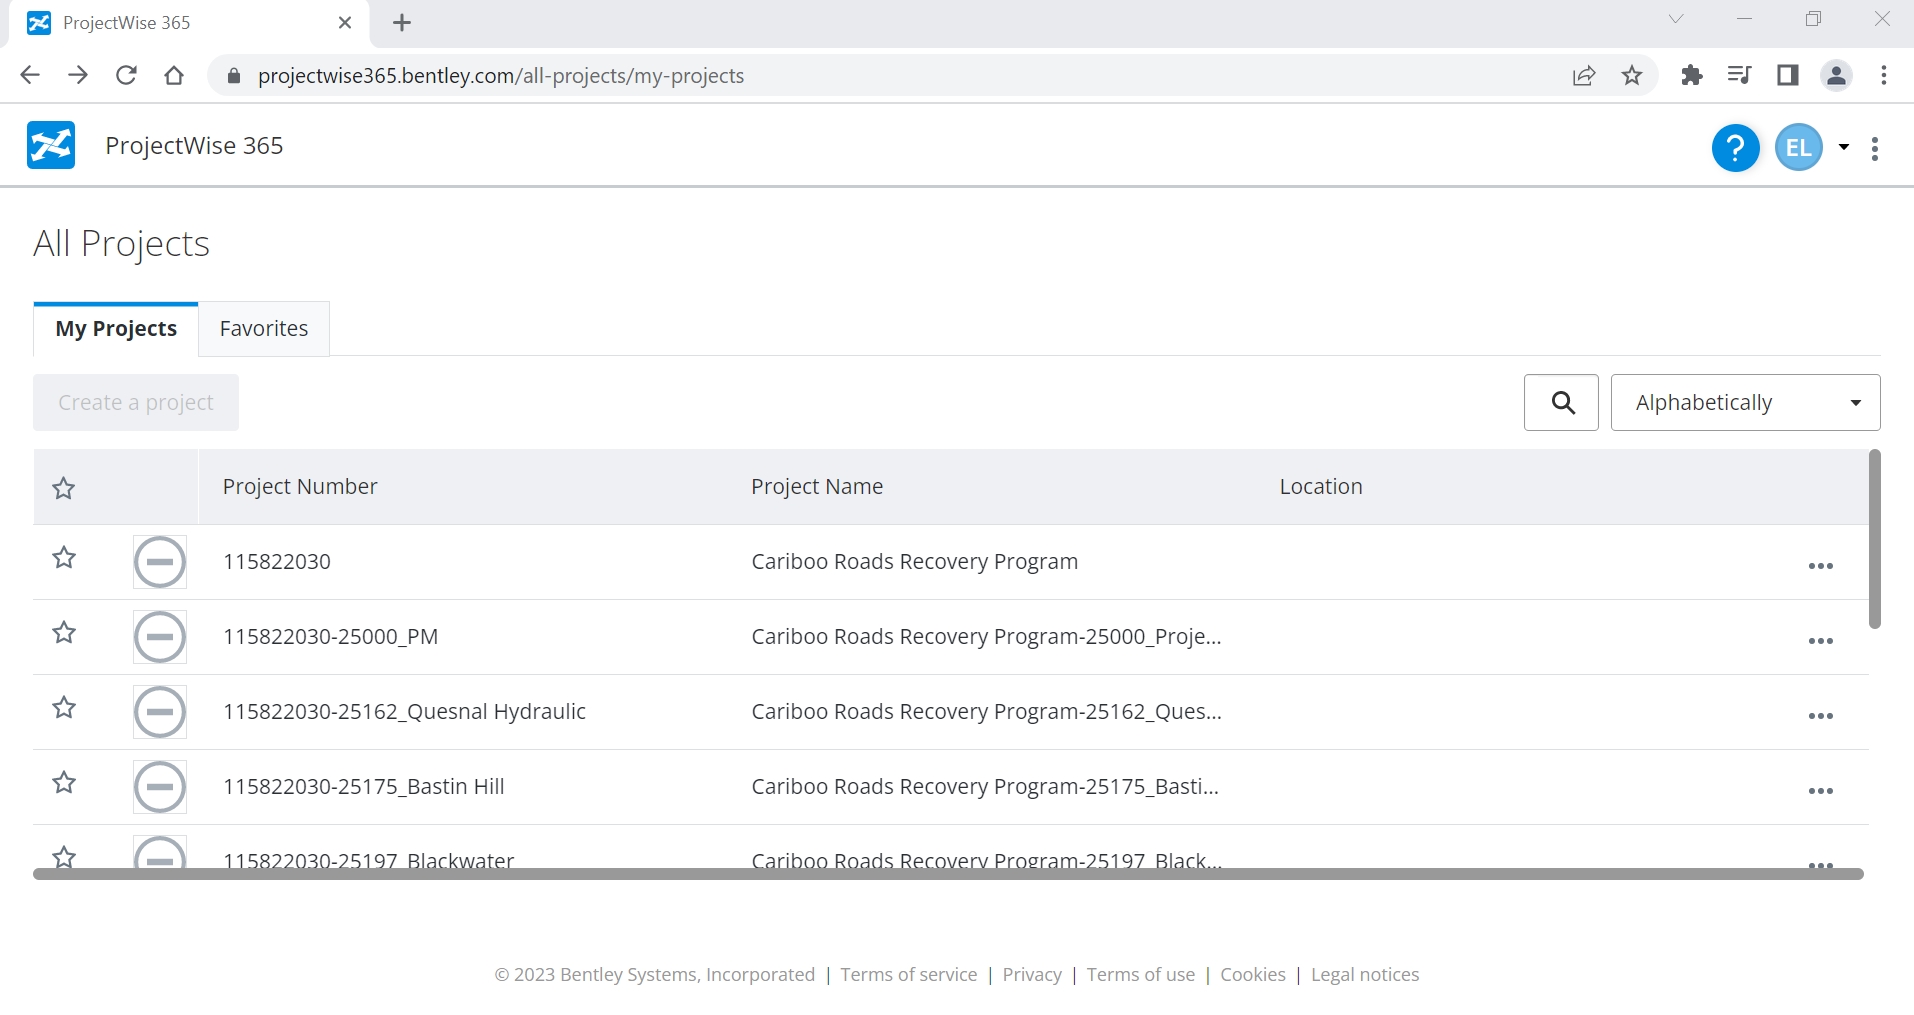 ProjectWise 365
projectwise365.bentley.com/all-projects/my-projects
ProjectWise 365
? EL
All Projects
My Projects Favorites
Create a project Alphabetically
Project Number Project Name Location
115822030 Cariboo Roads Recovery Program
115822030-25000_PM Cariboo Roads Recovery Program-25000_Proje...
115822030-25162_Quesnal Hydraulic Cariboo Roads Recovery Program-25162_Ques...
115822030-25175_Bastin Hill Cariboo Roads Recovery Program-25175_Basti...
115822030-25197_Blackwater Cariboo Roads Recovery Program-25197_Black...
© 2023 Bentley Systems, Incorporated | Terms of service | Privacy | Terms of use | Cookies | Legal notices